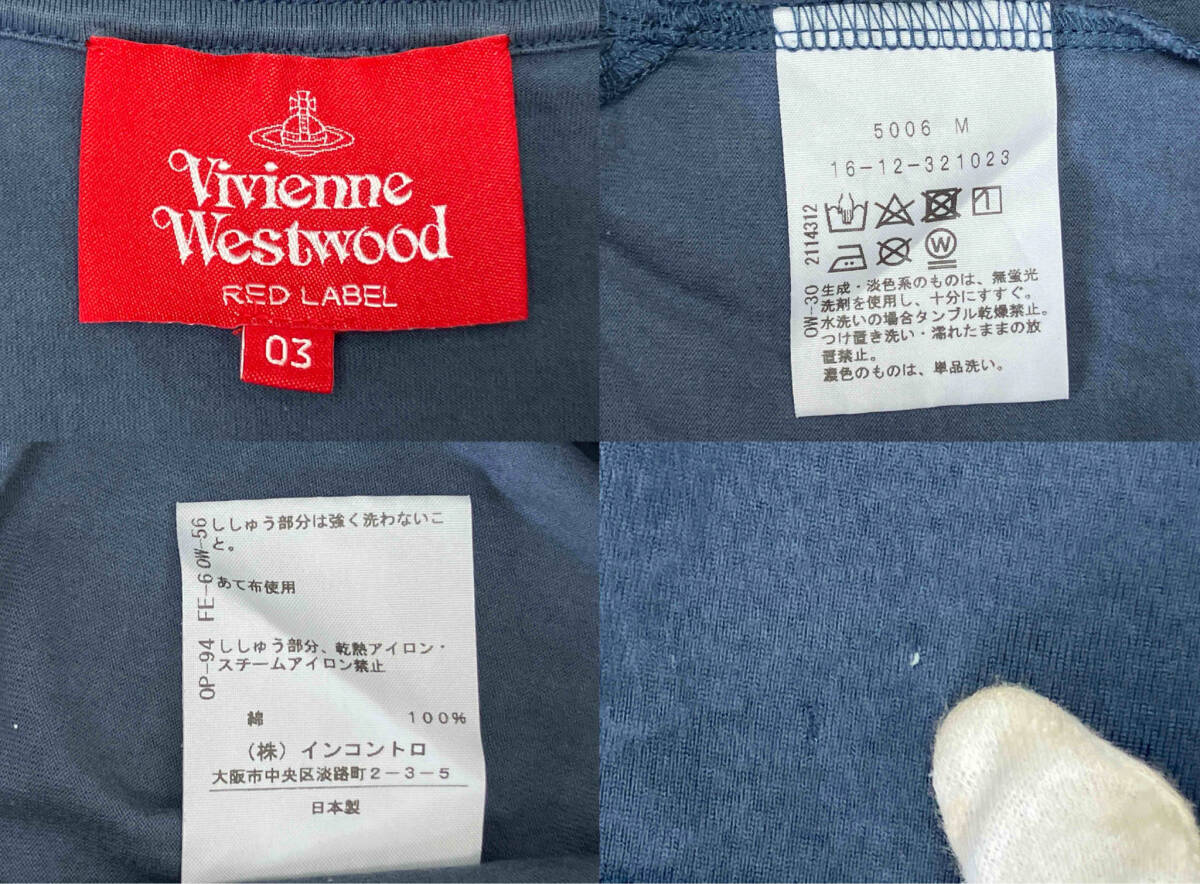 Vivienne
Westwood
RED LABEL
03
5006 M
16-12-321023
2114312
OW-30
生成・淡色系のものは、無蛍光
洗剤を使用し、十分にすすぐ。
水洗いの場合タンブル乾燥禁止。
つけ置き洗い・濡れたままの放
置禁止。
濃色のものは、単品洗い。
OW-56
ししゅう部分は強く洗わないこ
と。
FE-6
あて布使用
OP-94
ししゅう部分、乾熱アイロン・
スチームアイロン禁止
綿 100%
(株)インコントロ
大阪市中央区淡路町2-3-5
日本製